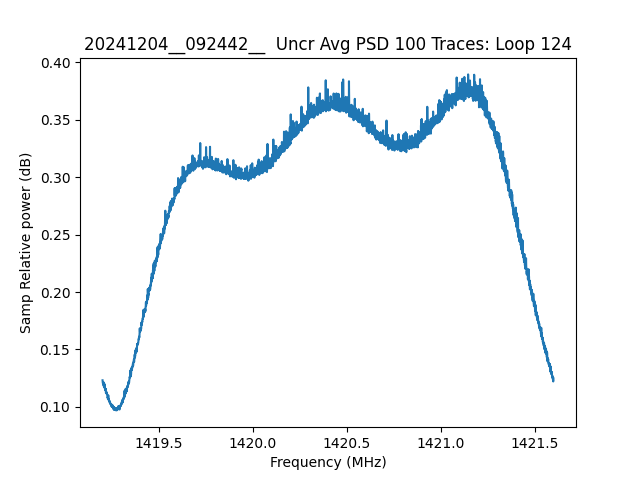 20241204__092442__ Uncr Avg PSD 100 Traces: Loop 124
0.40
0.35
0.30
0.25
0.20
0.15
0.10
Samp Relative power (dB)
1419.5 1420.0 1420.5 1421.0 1421.5
Frequency (MHz)